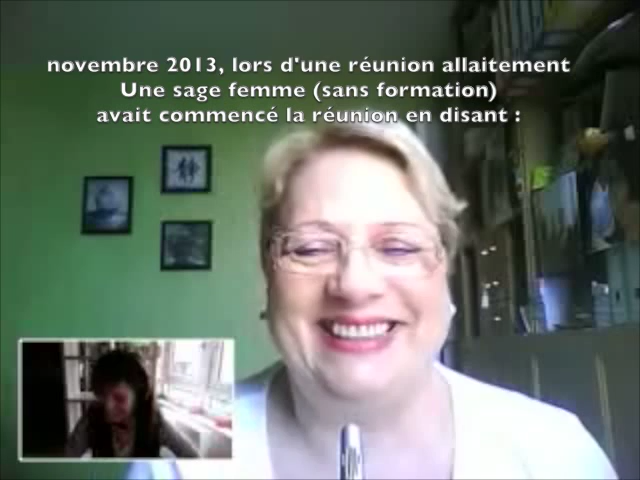 novembre 2013, lors d'une réunion allaitement
Une sage femme (sans formation)
avait commencé la réunion en disant :